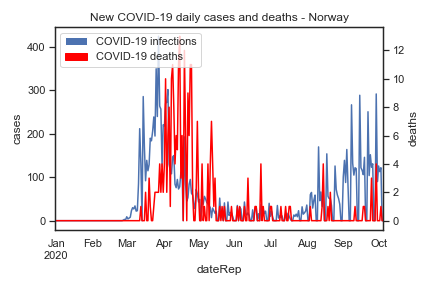 New COVID-19 daily cases and deaths - Norway
COVID-19 infections
COVID-19 deaths
400
300
200
100
0
cases
12
10
8
6
4
2
0
deaths
Jan Feb Mar Apr May Jun Jul Aug Sep Oct
2020
dateRep